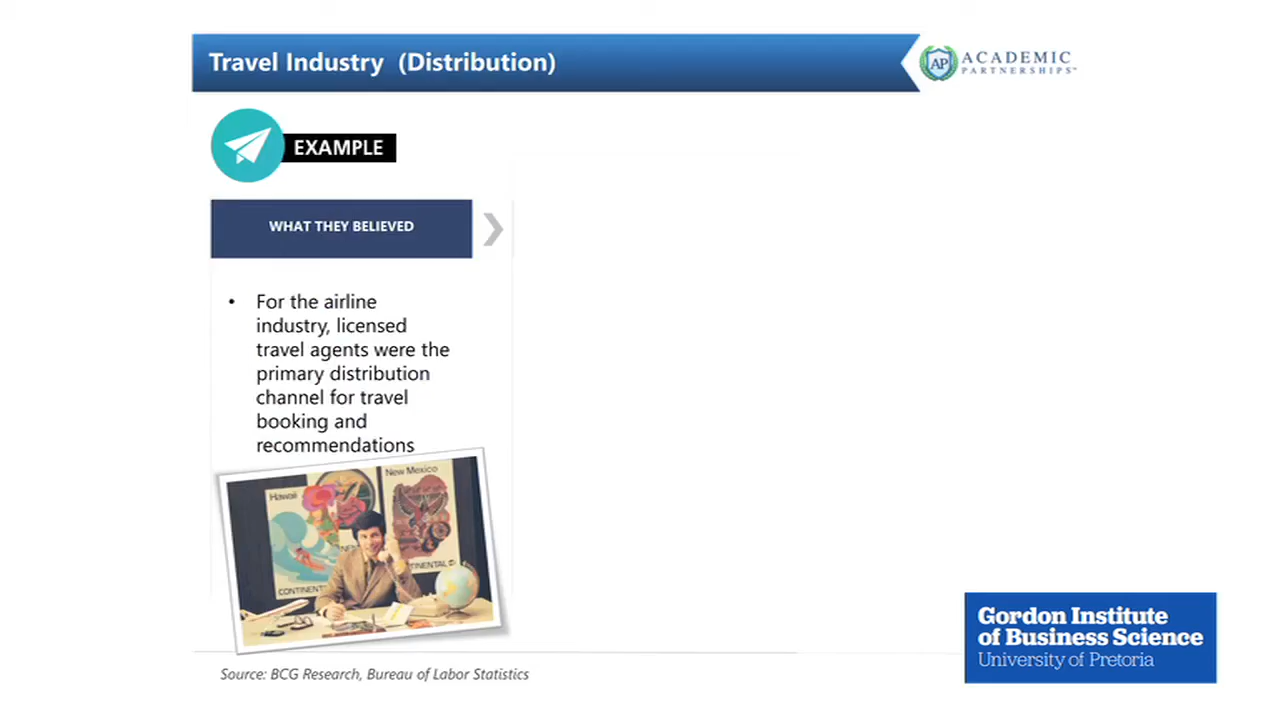 Travel Industry (Distribution)
AP ACADEMIC
PARTNERSHIPS
EXAMPLE
WHAT THEY BELIEVED
• For the airline
industry, licensed
travel agents were the
primary distribution
channel for travel
booking and
recommendations
New Mexico
Hawaii
CONTINENTAL
CONTINENT
Gordon Institute
of Business Science
University of Pretoria
Source: BCG Research, Bureau of Labor Statistics